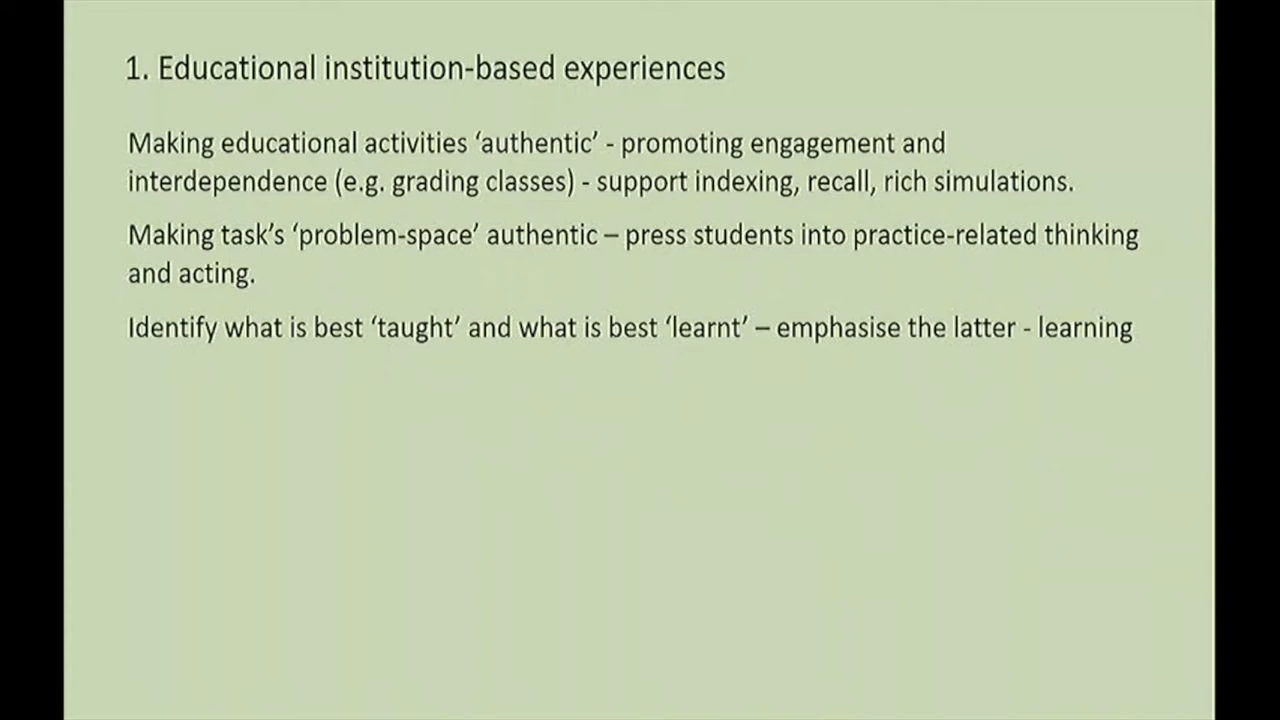 1. Educational institution-based experiences
Making educational activities ‘authentic’ - promoting engagement and
interdependence (e.g. grading classes) - support indexing, recall, rich simulations.
Making task’s ‘problem-space’ authentic – press students into practice-related thinking
and acting.
Identify what is best ‘taught’ and what is best ‘learnt’ – emphasise the latter - learning